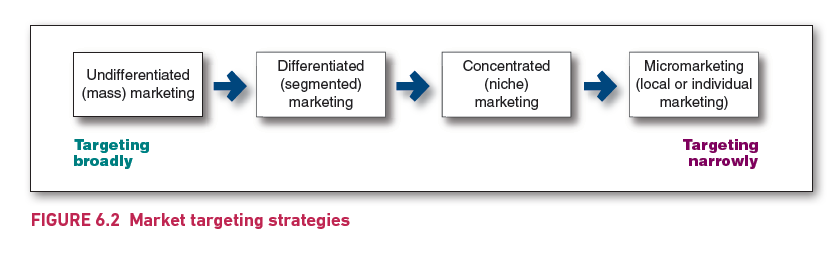 Undifferentiated
(mass) marketing
Differentiated
(segmented)
marketing
Concentrated
(niche)
marketing
Micromarketing
(local or individual
marketing)
Targeting
broadly
Targeting
narrowly
FIGURE 6.2 Market targeting strategies